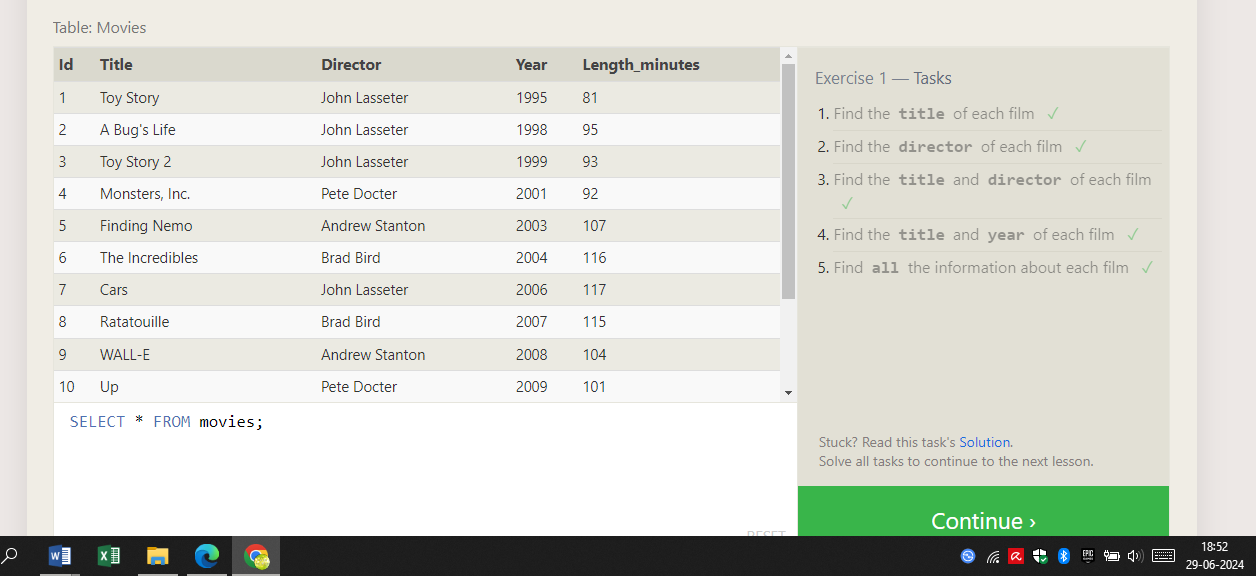 Table: Movies
Id Title Director Year Length_minutes
1 Toy Story John Lasseter 1995 81
2 A Bug's Life John Lasseter 1998 95
3 Toy Story 2 John Lasseter 1999 93
4 Monsters, Inc. Pete Docter 2001 92
5 Finding Nemo Andrew Stanton 2003 107
6 The Incredibles Brad Bird 2004 116
7 Cars John Lasseter 2006 117
8 Ratatouille Brad Bird 2007 115
9 WALL-E Andrew Stanton 2008 104
10 Up Pete Docter 2009 101
SELECT * FROM movies;
RESET
Exercise 1 — Tasks
1. Find the title of each film ✓
2. Find the director of each film ✓
3. Find the title and director of each film
✓
4. Find the title and year of each film ✓
5. Find all the information about each film ✓
Stuck? Read this task's Solution.
Solve all tasks to continue to the next lesson.
Continue ›
18:52
29-06-2024